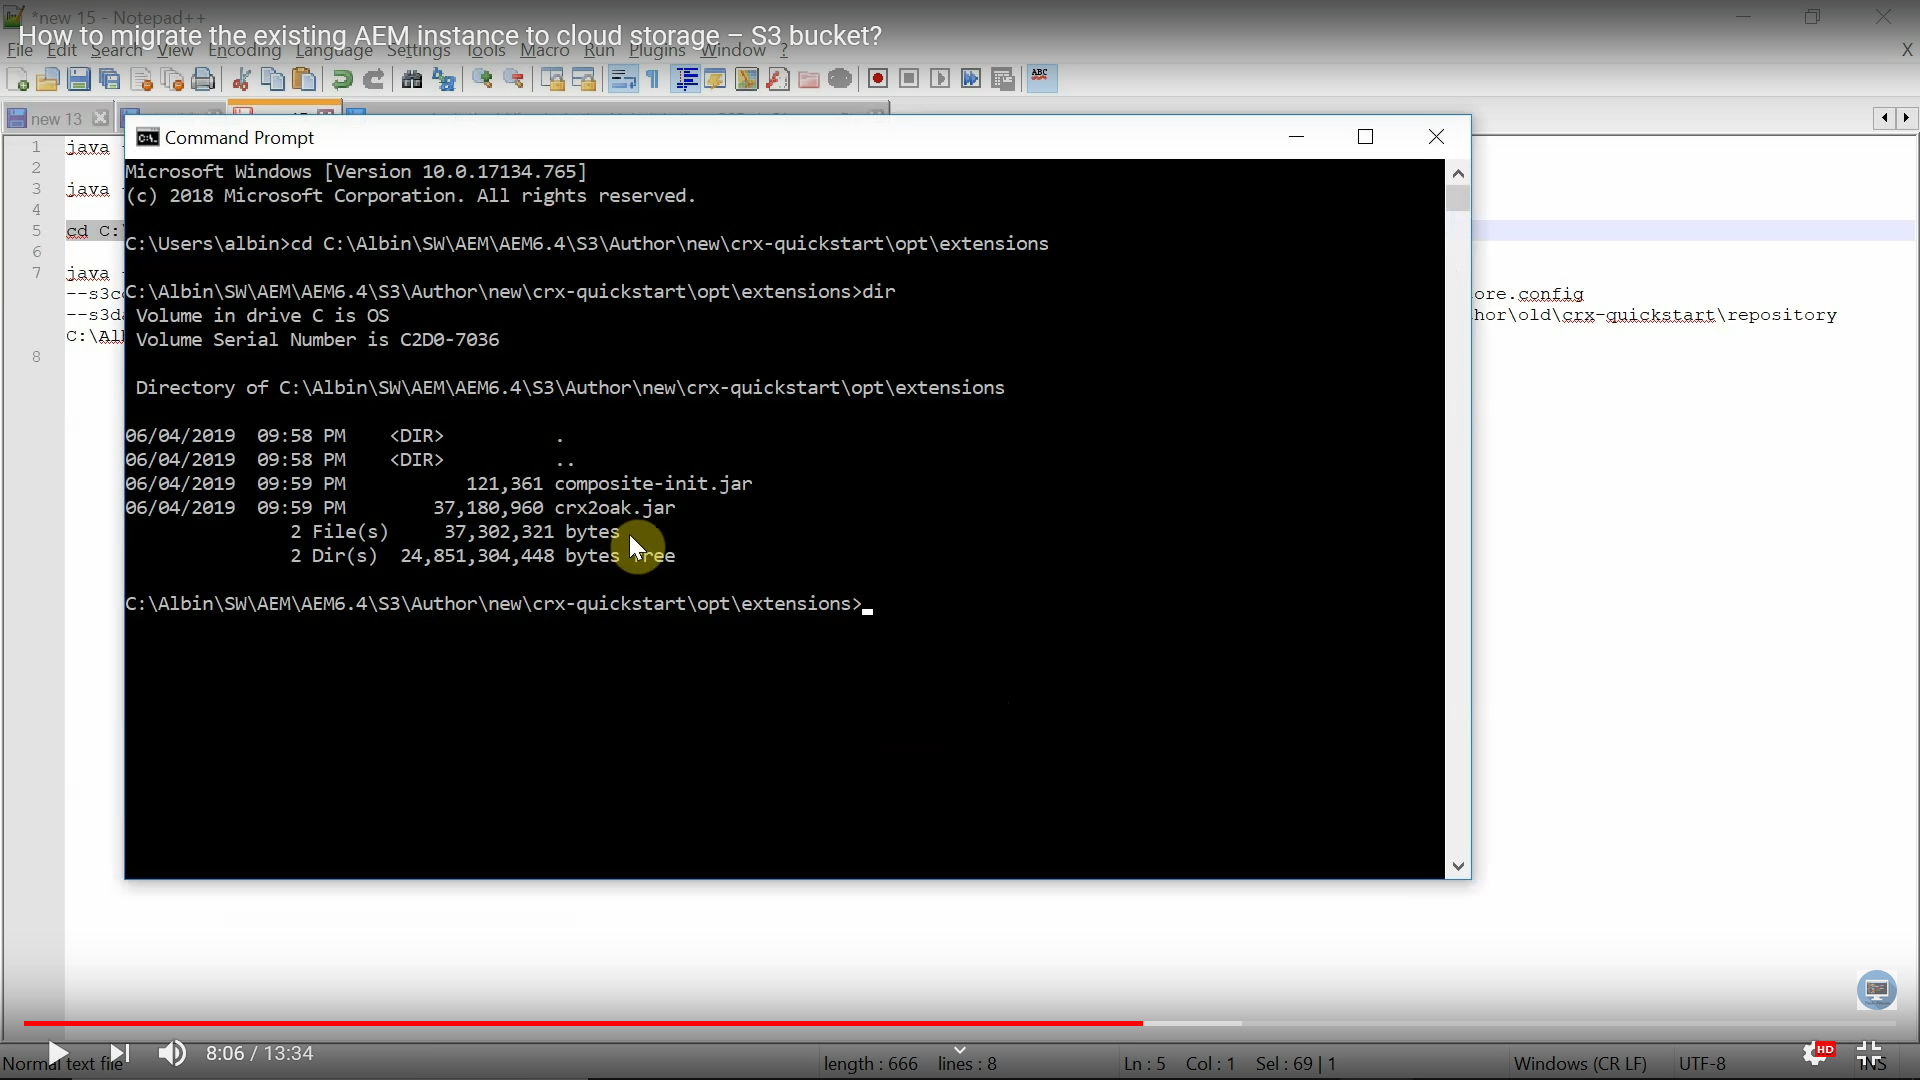 *new 15 - Notepad++
How to migrate the existing AEM instance to cloud storage – S3 bucket?
File Edit Search View Encoding Language Settings Tools Macro Run Plugins Window ? X
ABC
new 13
Command Prompt
1 java
2
3 java
4
5 cd C:\
6
7 java
--s3c
--s3da
C:\Al
8
Microsoft Windows [Version 10.0.17134.765]
(c) 2018 Microsoft Corporation. All rights reserved.
C:\Users\albin>cd C:\Albin\SW\AEM\AEM6.4\S3\Author\new\crx-quickstart\opt\extensions
C:\Albin\SW\AEM\AEM6.4\S3\Author\new\crx-quickstart\opt\extensions>dir
Volume in drive C is OS
Volume Serial Number is C2D0-7036
Directory of C:\Albin\SW\AEM\AEM6.4\S3\Author\new\crx-quickstart\opt\extensions
06/04/2019 09:58 PM <DIR> .
06/04/2019 09:58 PM <DIR> ..
06/04/2019 09:59 PM 121,361 composite-init.jar
06/04/2019 09:59 PM 37,180,960 crx2oak.jar
2 File(s) 37,302,321 bytes
2 Dir(s) 24,851,304,448 bytes free
C:\Albin\SW\AEM\AEM6.4\S3\Author\new\crx-quickstart\opt\extensions>
ore.config
hor\old\crx-quickstart\repository
8:06 / 13:34
HD
Normal text file length : 666 lines : 8 Ln : 5 Col : 1 Sel : 69 | 1 Windows (CR LF) UTF-8 INS